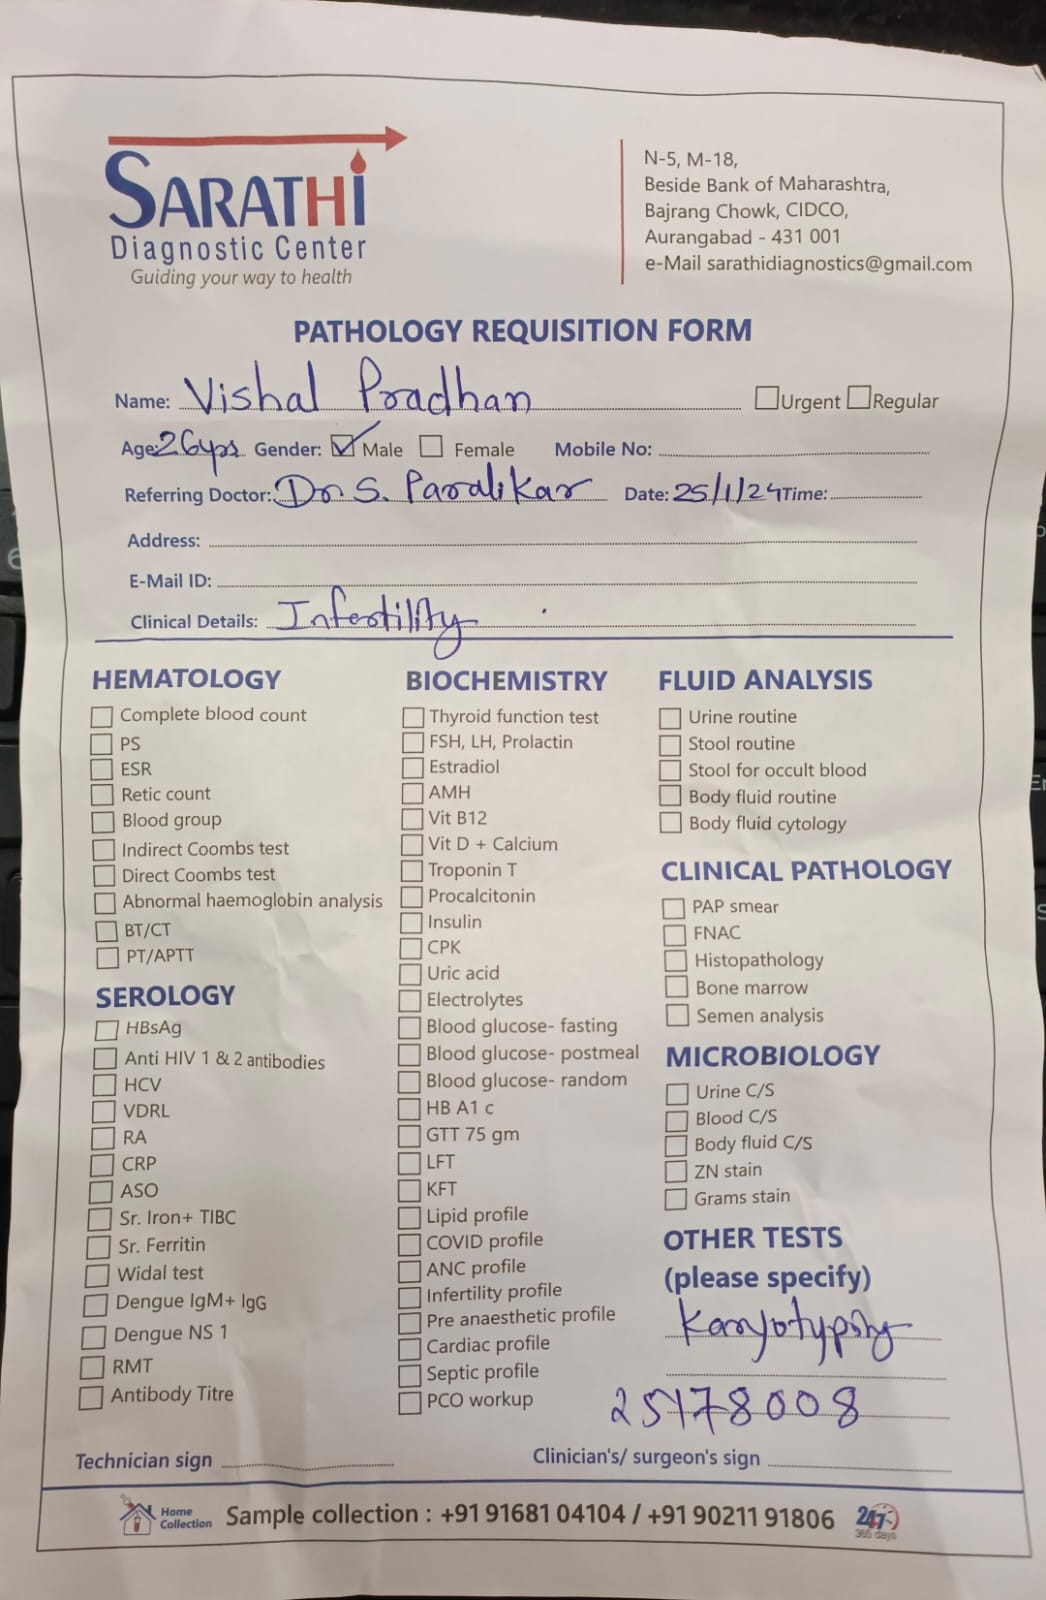 SARATHI
Diagnostic Center
Guiding your way to health
N-5, M-18,
Beside Bank of Maharashtra,
Bajrang Chowk, CIDCO,
Aurangabad - 431 001
e-Mail sarathidiagnostics@gmail.com
PATHOLOGY REQUISITION FORM
Name: Vishal Pradhan Urgent Regular
Age: 26yrs Gender: Male Female Mobile No:
Referring Doctor: Dr. S. Paralikar Date: 25/1/24 Time:
Address:
E-Mail ID:
Clinical Details: Infertility
HEMATOLOGY
Complete blood count
PS
ESR
Retic count
Blood group
Indirect Coombs test
Direct Coombs test
Abnormal haemoglobin analysis
BT/CT
PT/APTT
SEROLOGY
HBsAg
Anti HIV 1 & 2 antibodies
HCV
VDRL
RA
CRP
ASO
Sr. Iron+ TIBC
Sr. Ferritin
Widal test
Dengue IgM+ IgG
Dengue NS 1
RMT
Antibody Titre
BIOCHEMISTRY
Thyroid function test
FSH, LH, Prolactin
Estradiol
AMH
Vit B12
Vit D + Calcium
Troponin T
Procalcitonin
Insulin
CPK
Uric acid
Electrolytes
Blood glucose- fasting
Blood glucose- postmeal
Blood glucose- random
HB A1 c
GTT 75 gm
LFT
KFT
Lipid profile
COVID profile
ANC profile
Infertility profile
Pre anaesthetic profile
Cardiac profile
Septic profile
PCO workup
FLUID ANALYSIS
Urine routine
Stool routine
Stool for occult blood
Body fluid routine
Body fluid cytology
CLINICAL PATHOLOGY
PAP smear
FNAC
Histopathology
Bone marrow
Semen analysis
MICROBIOLOGY
Urine C/S
Blood C/S
Body fluid C/S
ZN stain
Grams stain
OTHER TESTS
(please specify)
Karyotyping
25178008
Technician sign Clinician's/ surgeon's sign
Home
Collection
Sample collection : +91 91681 04104 / +91 90211 91806
24x7
365 days